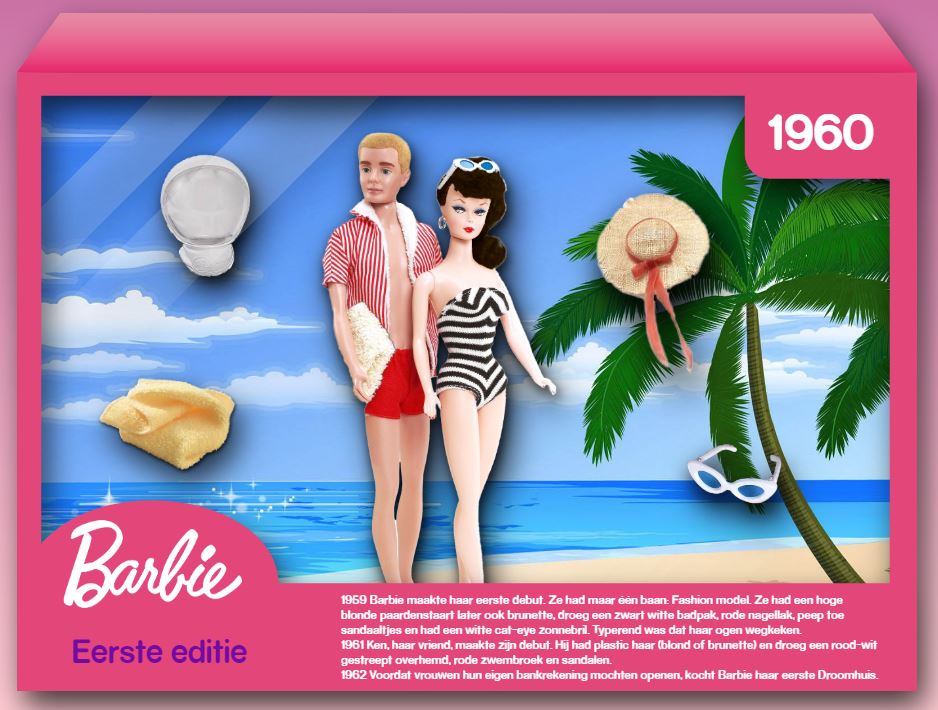 1960
Barbie
Eerste editie
1959 Barbie maakte haar eerste debut. Ze had maar één baan: Fashion model. Ze had een hoge
blonde paardenstaart later ook brunette, droeg een zwart witte badpak, rode nagellak, peep toe
sandaaltjes en had een witte cat-eye zonnebril. Typerend was dat haar ogen wegkeken.
1961 Ken, haar vriend, maakte zijn debut. Hij had plastic haar (blond of brunette) en droeg een rood-wit
gestreept overhemd, rode zwembroek en sandalen.
1962 Voordat vrouwen hun eigen bankrekening mochten openen, kocht Barbie haar eerste Droomhuis.